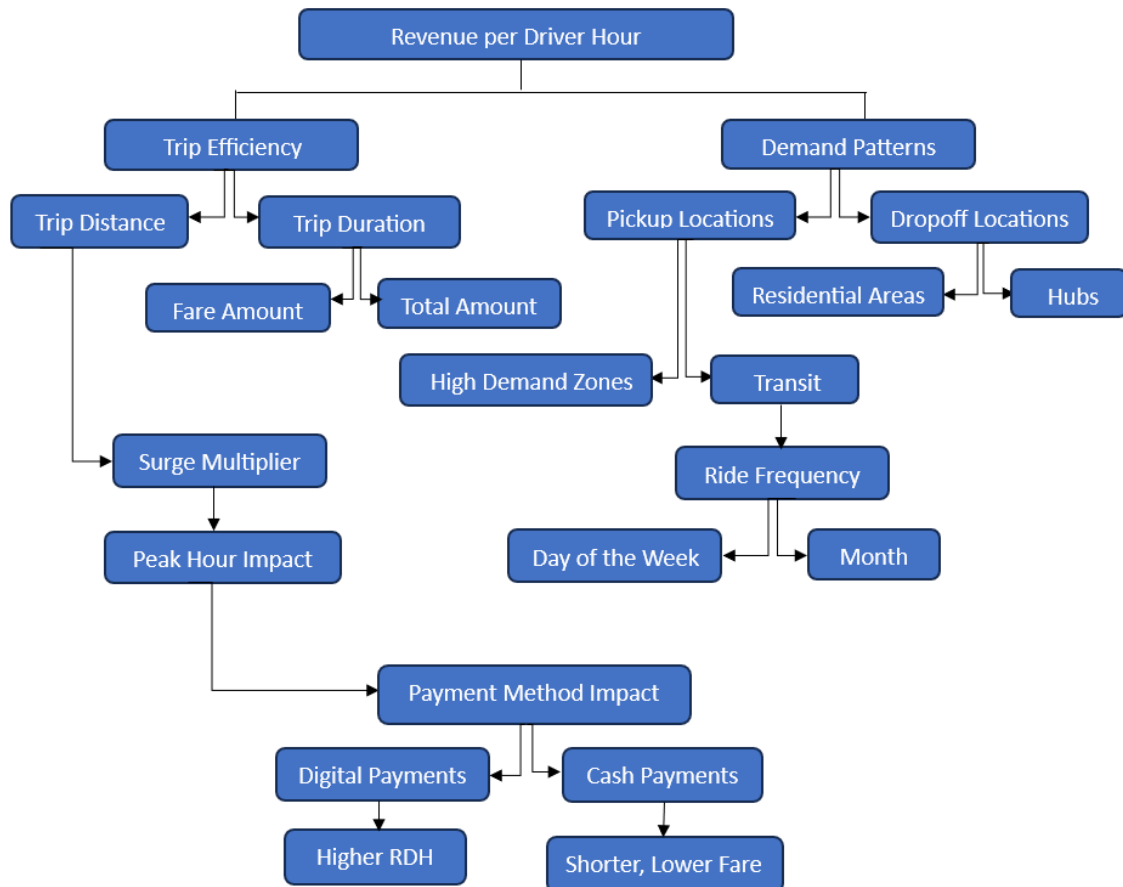 Revenue per Driver Hour
Trip Efficiency
Demand Patterns
Trip Distance
Trip Duration
Pickup Locations
Dropoff Locations
Fare Amount
Total Amount
Residential Areas
Hubs
High Demand Zones
Transit
Surge Multiplier
Ride Frequency
Peak Hour Impact
Day of the Week
Month
Payment Method Impact
Digital Payments
Cash Payments
Higher RDH
Shorter, Lower Fare